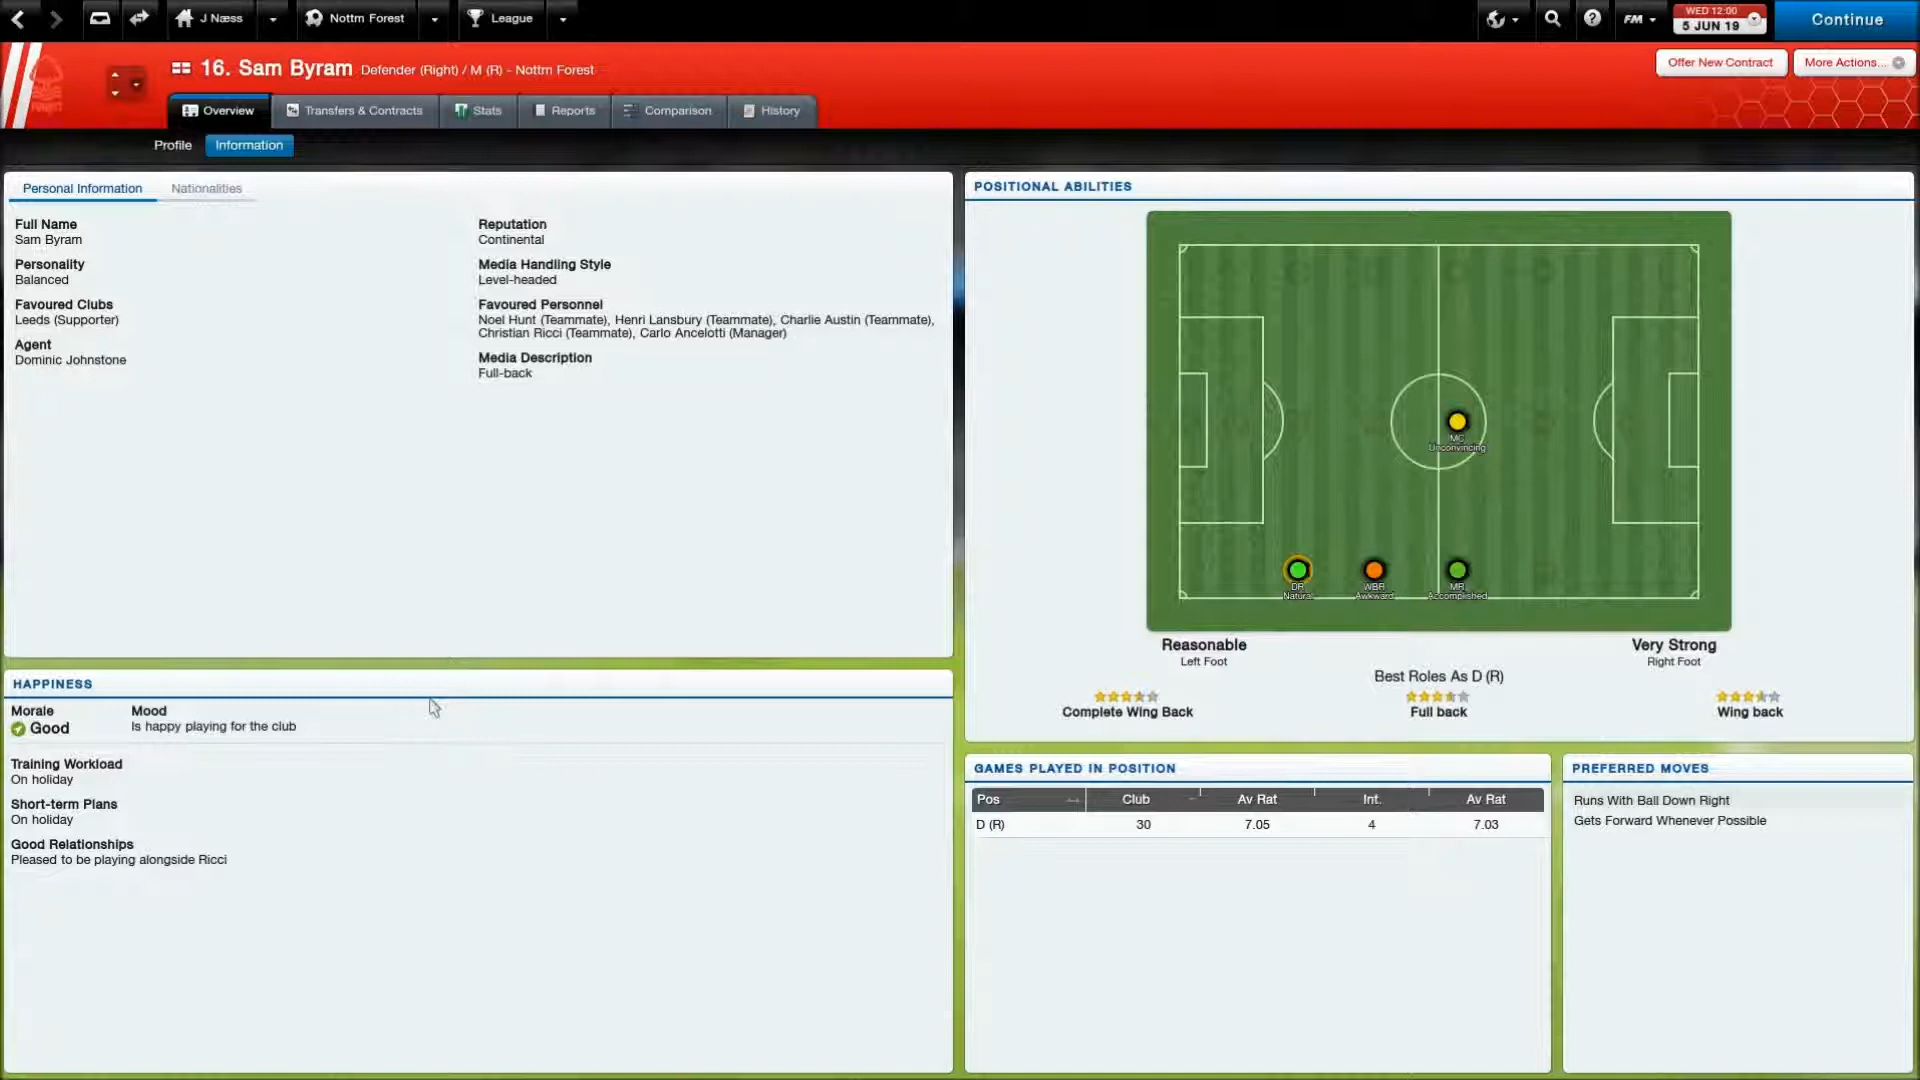 J Næss
Nottm Forest
League
FM
WED 12:00
5 JUN 19
Continue
16. Sam Byram Defender (Right) / M (R) - Nottm Forest
Offer New Contract
More Actions...
Overview
Transfers & Contracts
Stats
Reports
Comparison
History
Profile
Information
Personal Information
Nationalities
Full Name
Sam Byram
Personality
Balanced
Favoured Clubs
Leeds (Supporter)
Agent
Dominic Johnstone
Reputation
Continental
Media Handling Style
Level-headed
Favoured Personnel
Noel Hunt (Teammate), Henri Lansbury (Teammate), Charlie Austin (Teammate),
Christian Ricci (Teammate), Carlo Ancelotti (Manager)
Media Description
Full-back
POSITIONAL ABILITIES
MC
Unconvincing
DR
Natural
WBR
Awkward
MR
Accomplished
Reasonable
Left Foot
Very Strong
Right Foot
Best Roles As D (R)
Complete Wing Back
Full back
Wing back
HAPPINESS
Morale
Good
Mood
Is happy playing for the club
Training Workload
On holiday
Short-term Plans
On holiday
Good Relationships
Pleased to be playing alongside Ricci
GAMES PLAYED IN POSITION
Pos Club Av Rat Int. Av Rat
D (R) 30 7.05 4 7.03
PREFERRED MOVES
Runs With Ball Down Right
Gets Forward Whenever Possible